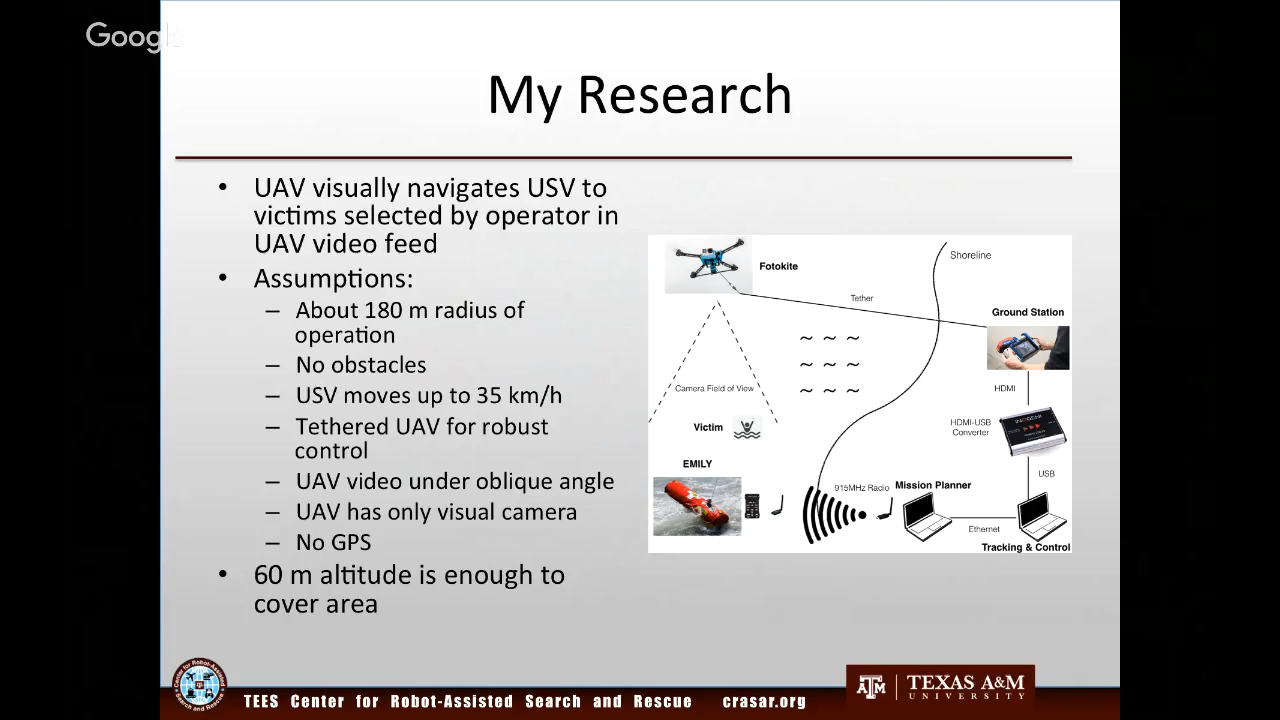 Google
My Research
• UAV visually navigates USV to
victims selected by operator in
UAV video feed
• Assumptions:
– About 180 m radius of
operation
– No obstacles
– USV moves up to 35 km/h
– Tethered UAV for robust
control
– UAV video under oblique angle
– UAV has only visual camera
– No GPS
• 60 m altitude is enough to
cover area
Fotokite
Shoreline
Tether
Ground Station
Camera Field of View
HDMI
Victim
HDMI-USB
Converter
EMILY
USB
915MHz Radio
Mission Planner
Ethernet
Tracking & Control
TEES Center for Robot-Assisted Search and Rescue crasar.org
ATM
TEXAS A&M
UNIVERSITY